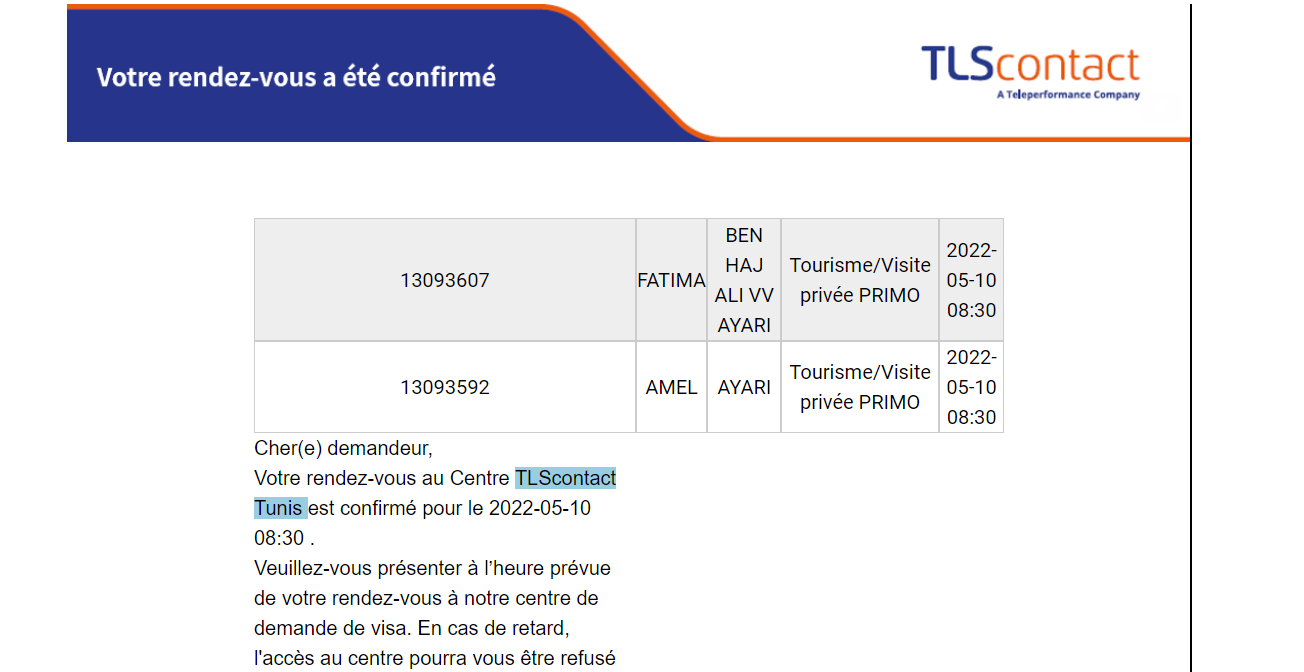 Votre rendez-vous a été confirmé
TLScontact
A Teleperformance Company
13093607
FATIMA
BEN
HAJ
ALI VV
AYARI
Tourisme/Visite
privée PRIMO
2022-
05-10
08:30
13093592
AMEL
AYARI
Tourisme/Visite
privée PRIMO
2022-
05-10
08:30
Cher(e) demandeur,
Votre rendez-vous au Centre TLScontact
Tunis est confirmé pour le 2022-05-10
08:30 .
Veuillez-vous présenter à l’heure prévue
de votre rendez-vous à notre centre de
demande de visa. En cas de retard,
l'accès au centre pourra vous être refusé